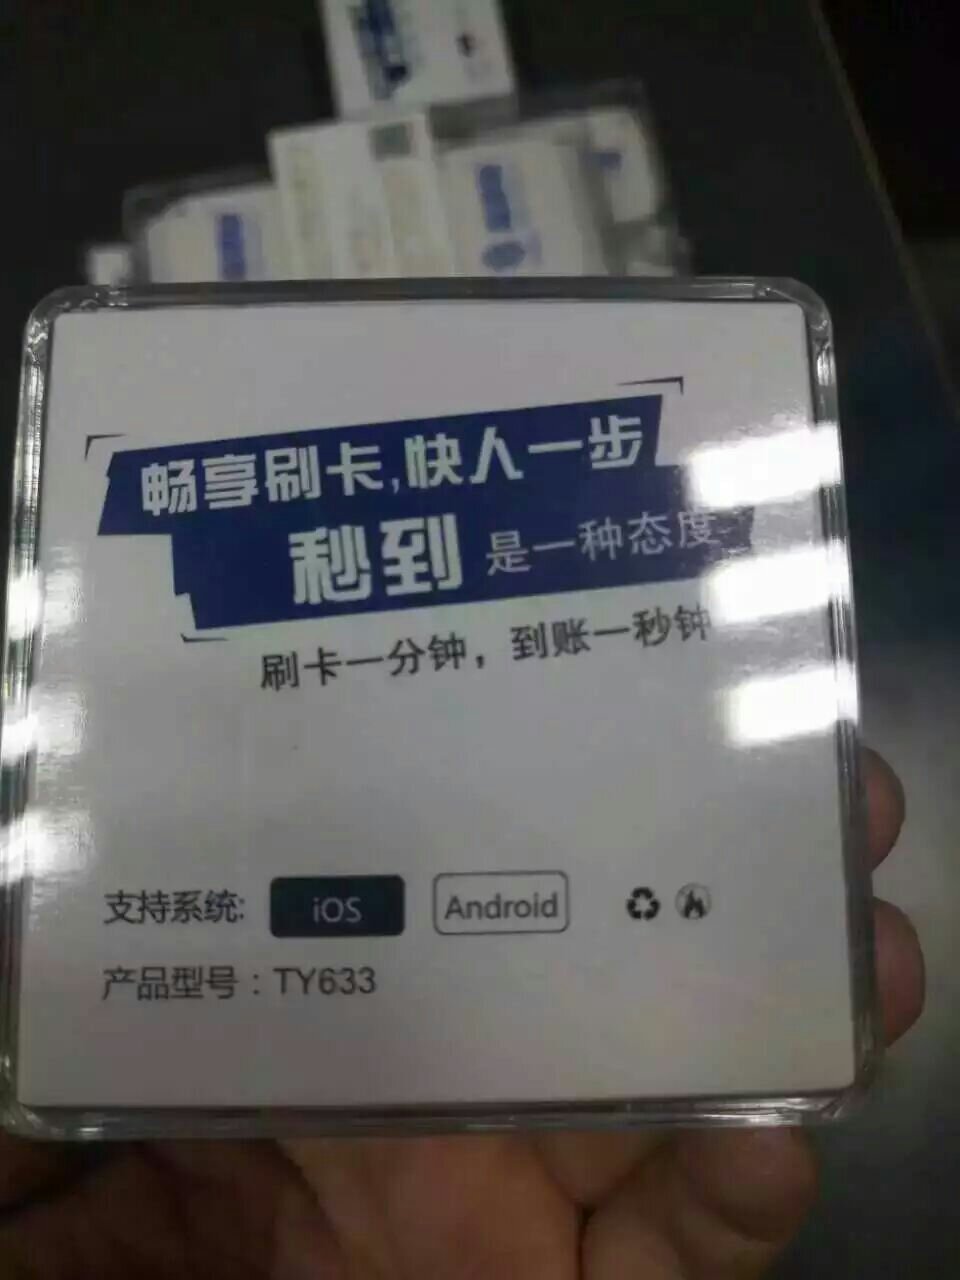 畅享刷卡,快人一步
秒到 是一种态度
刷卡一分钟，到账一秒钟
支持系统: iOS Android
产品型号：TY633